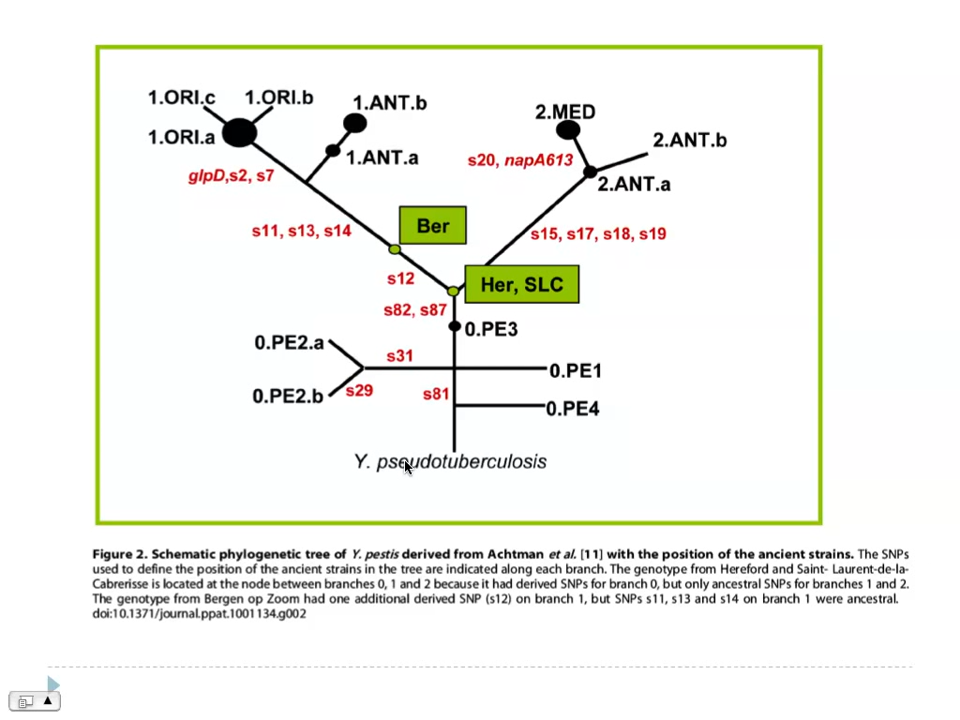 1.ORI.c
1.ORI.b
1.ANT.b
2.MED
1.ORI.a
2.ANT.b
1.ANT.a
s20, napA613
glpD,s2, s7
2.ANT.a
Ber
s11, s13, s14
s15, s17, s18, s19
s12
Her, SLC
s82, s87
0.PE3
0.PE2.a
s31
0.PE1
0.PE2.b
s29
s81
0.PE4
Y. pseudotuberculosis
Figure 2. Schematic phylogenetic tree of Y. pestis derived from Achtman et al. [11] with the position of the ancient strains. The SNPs
used to define the position of the ancient strains in the tree are indicated along each branch. The genotype from Hereford and Saint- Laurent-de-la-
Cabrerisse is located at the node between branches 0, 1 and 2 because it had derived SNPs for branch 0, but only ancestral SNPs for branches 1 and 2.
The genotype from Bergen op Zoom had one additional derived SNP (s12) on branch 1, but SNPs s11, s13 and s14 on branch 1 were ancestral.
doi:10.1371/journal.ppat.1001134.g002